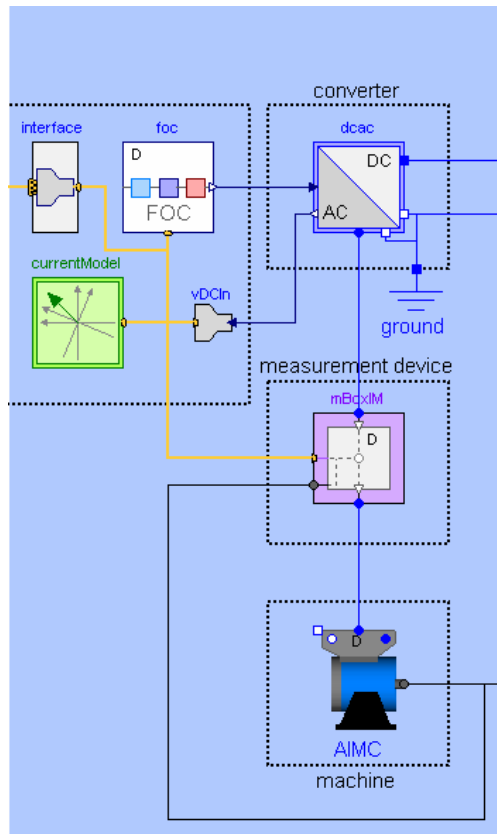 converter
interface
foc
dcac
D
FOC
DC
AC
currentModel
vDCIn
ground
measurement device
mBoxIM
D
D
AIMC
machine